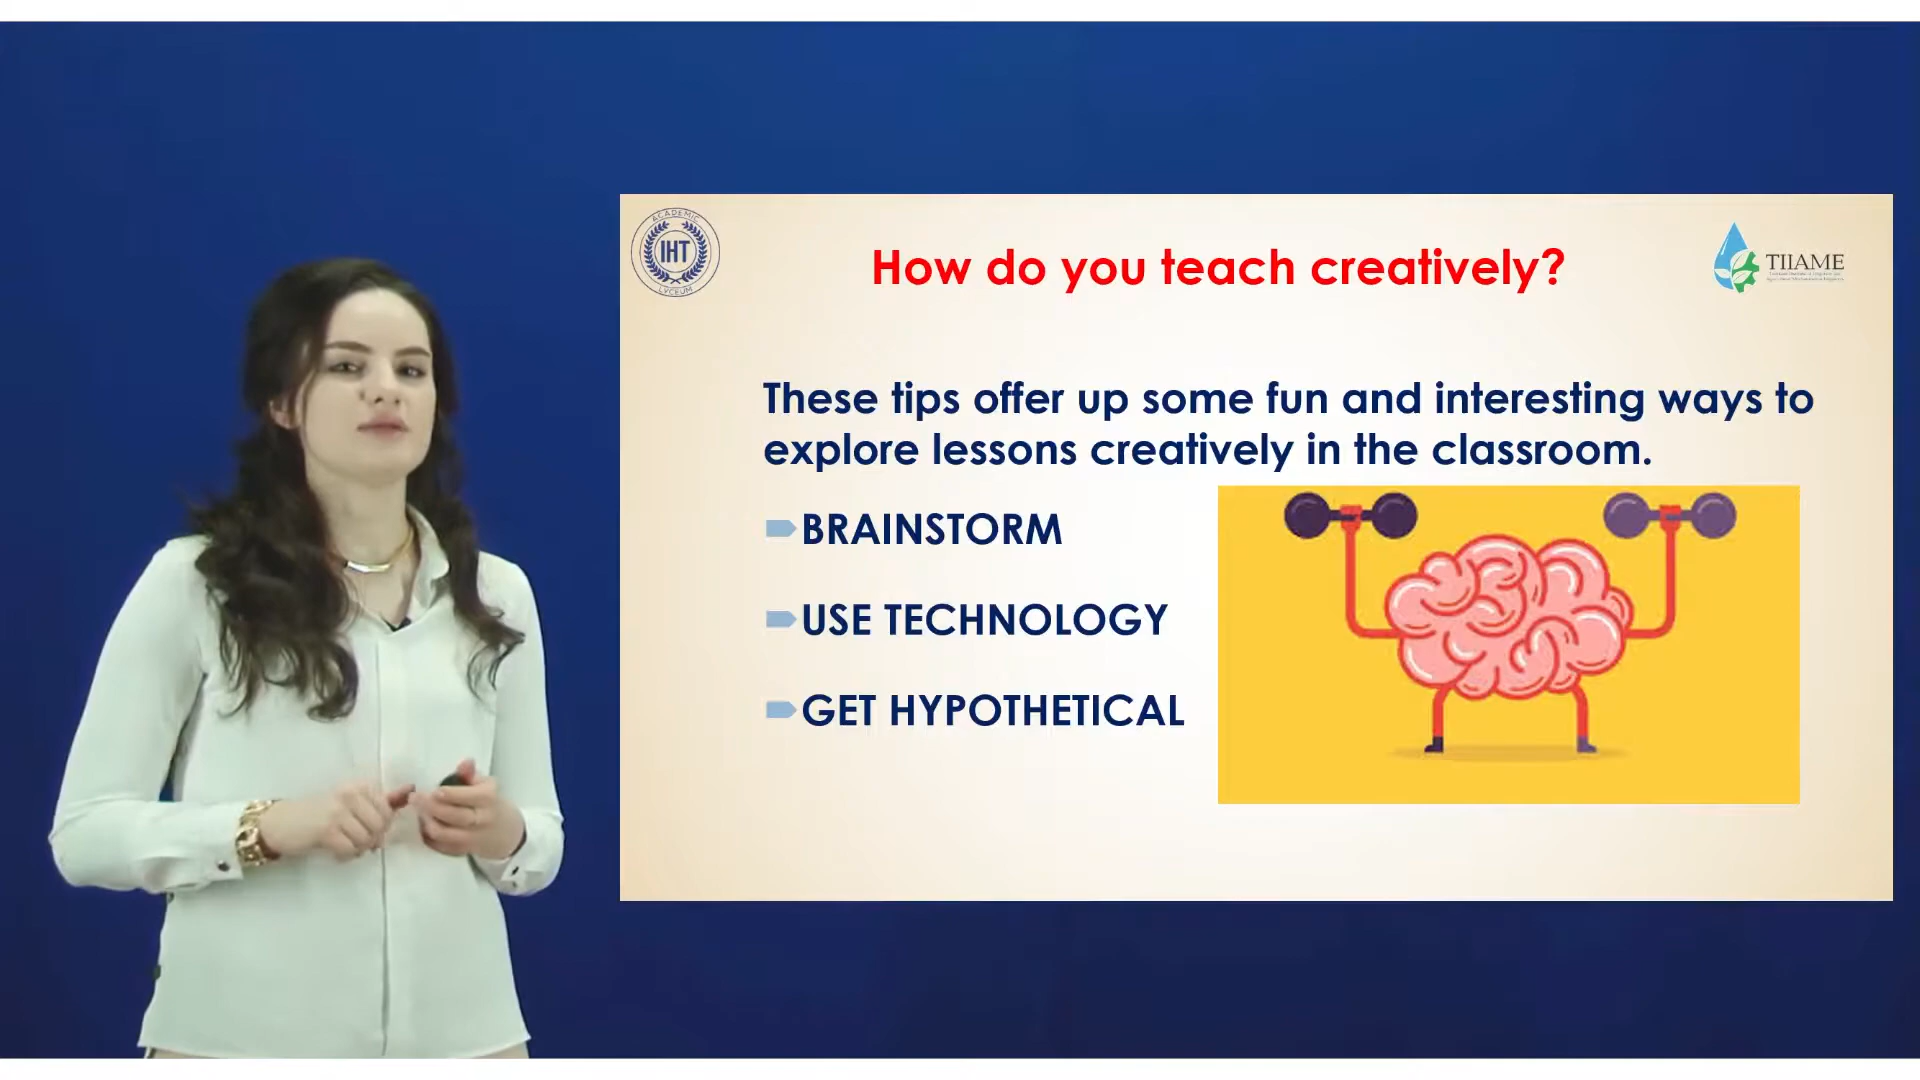 ACADEMIC
IHT
LYCEUM
How do you teach creatively?
TIIAME
These tips offer up some fun and interesting ways to
explore lessons creatively in the classroom.
BRAINSTORM
USE TECHNOLOGY
GET HYPOTHETICAL